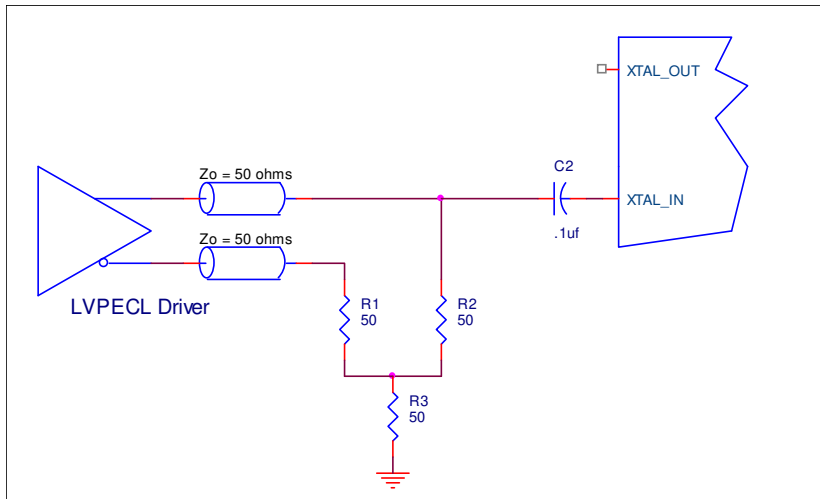 XTAL_OUT
C2
Zo = 50 ohms
XTAL_IN
.1uf
Zo = 50 ohms
LVPECL Driver
R1
50
R2
50
R3
50